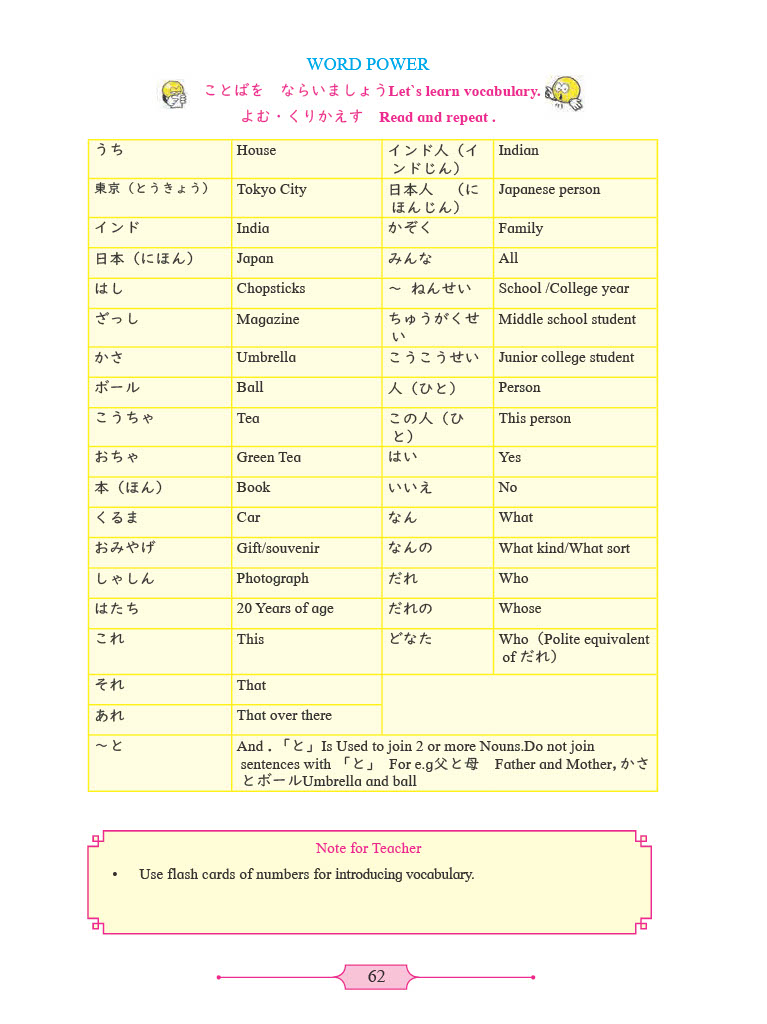 WORD POWER
ことばを　ならいましょうLet`s learn vocabulary.
よむ・くりかえす　Read and repeat .
うち House インド人（イ Indian
ンドじん）
東京（とうきょう） Tokyo City 日本人　（に Japanese person
ほんじん）
インド India かぞく Family
日本（にほん） Japan みんな All
はし Chopsticks ～ ねんせい School /College year
ざっし Magazine ちゅうがくせ Middle school student
い
かさ Umbrella こうこうせい Junior college student
ボール Ball 人（ひと） Person
こうちゃ Tea この人（ひ This person
と）
おちゃ Green Tea はい Yes
本（ほん） Book いいえ No
くるま Car なん What
おみやげ Gift/souvenir なんの What kind/What sort
しゃしん Photograph だれ Who
はたち 20 Years of age だれの Whose
これ This どなた Who（Polite equivalent
of だれ）
それ That
あれ That over there
～と And . 「と」Is Used to join 2 or more Nouns.Do not join
sentences with 「と」 For e.g父と母　Father and Mother, かさ
とボールUmbrella and ball
Note for Teacher
• Use flash cards of numbers for introducing vocabulary.
62